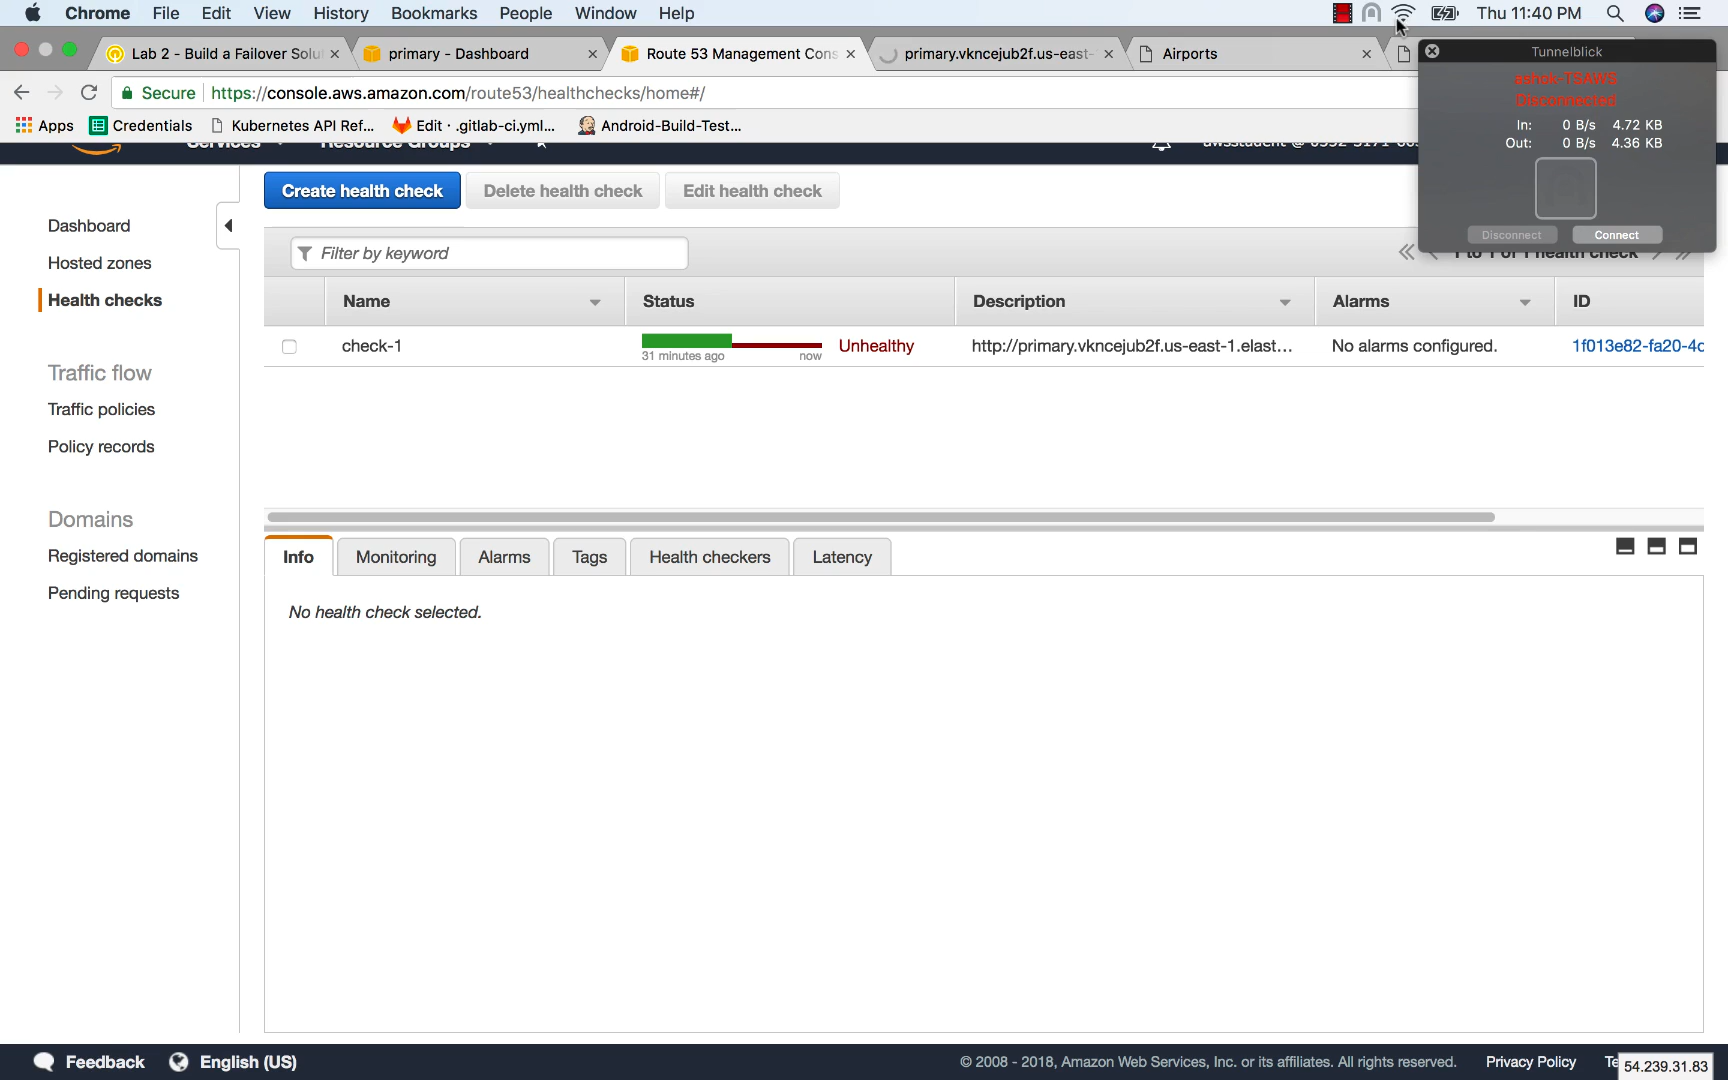 Chrome File Edit View History Bookmarks People Window Help Thu 11:40 PM
Lab 2 - Build a Failover Solut primary - Dashboard Route 53 Management Cons primary.vkncejub2f.us-east- Airports
Secure https://console.aws.amazon.com/route53/healthchecks/home#/
Apps Credentials Kubernetes API Ref... Edit · .gitlab-ci.yml... Android-Build-Test...
Tunnelblick
ashok-TSAWS
Disconnected
In: 0 B/s 4.72 KB
Out: 0 B/s 4.36 KB
Disconnect Connect
Services Resource Groups
Dashboard
Hosted zones
Health checks
Traffic flow
Traffic policies
Policy records
Domains
Registered domains
Pending requests
Create health check Delete health check Edit health check
Filter by keyword
1 to 1 of 1 health check
Name Status Description Alarms ID
check-1 31 minutes ago now Unhealthy http://primary.vkncejub2f.us-east-1.elast... No alarms configured. 1f013e82-fa20-4c
Info Monitoring Alarms Tags Health checkers Latency
No health check selected.
Feedback English (US) © 2008 - 2018, Amazon Web Services, Inc. or its affiliates. All rights reserved. Privacy Policy Te
54.239.31.83